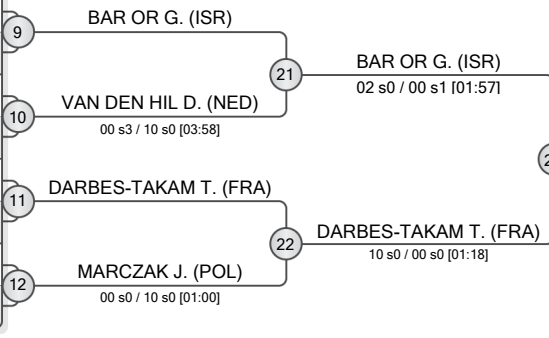 9
BAR OR G. (ISR)
21
BAR OR G. (ISR)
02 s0 / 00 s1 [01:57]
10
VAN DEN HIL D. (NED)
00 s3 / 10 s0 [03:58]
11
DARBES-TAKAM T. (FRA)
22
DARBES-TAKAM T. (FRA)
10 s0 / 00 s0 [01:18]
12
MARCZAK J. (POL)
00 s0 / 10 s0 [01:00]